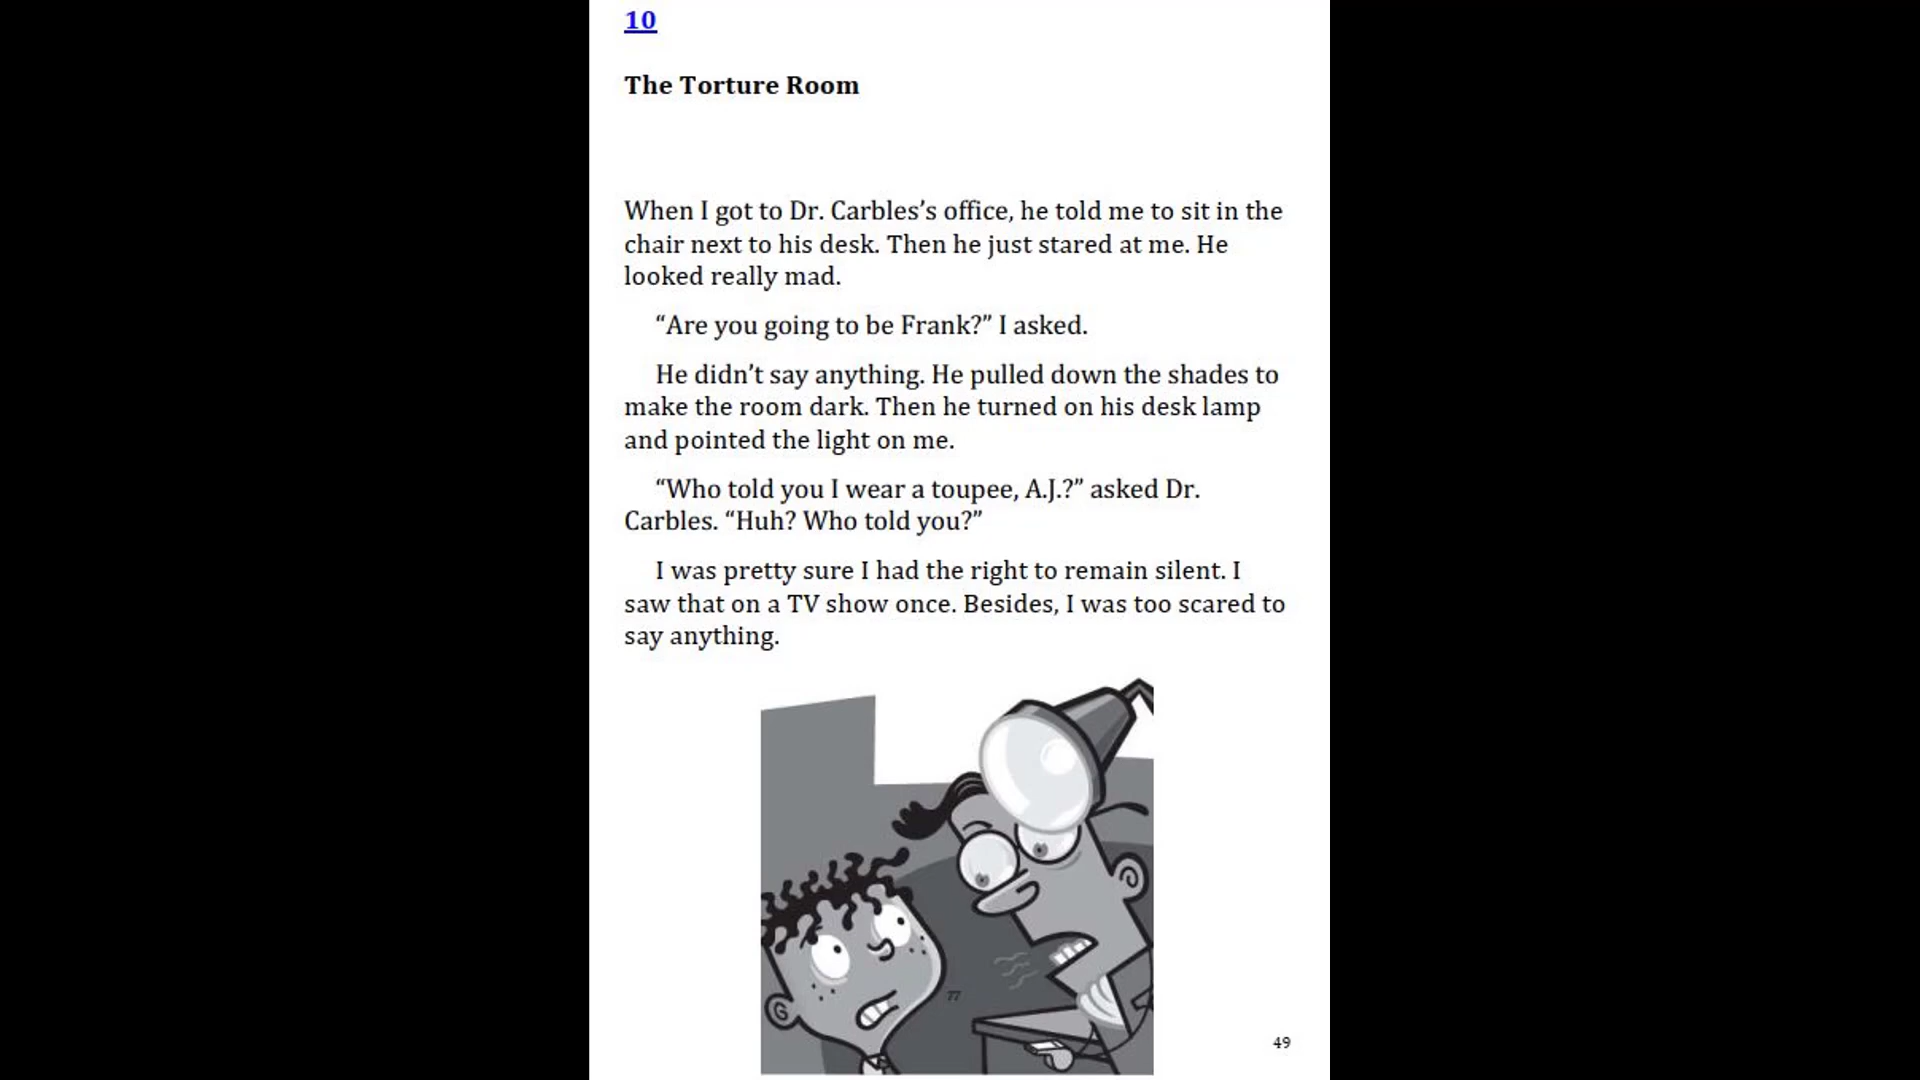 10
The Torture Room
When I got to Dr. Carbles’s office, he told me to sit in the
chair next to his desk. Then he just stared at me. He
looked really mad.
“Are you going to be Frank?” I asked.
He didn’t say anything. He pulled down the shades to
make the room dark. Then he turned on his desk lamp
and pointed the light on me.
“Who told you I wear a toupee, A.J.?” asked Dr.
Carbles. “Huh? Who told you?”
I was pretty sure I had the right to remain silent. I
saw that on a TV show once. Besides, I was too scared to
say anything.
77
49